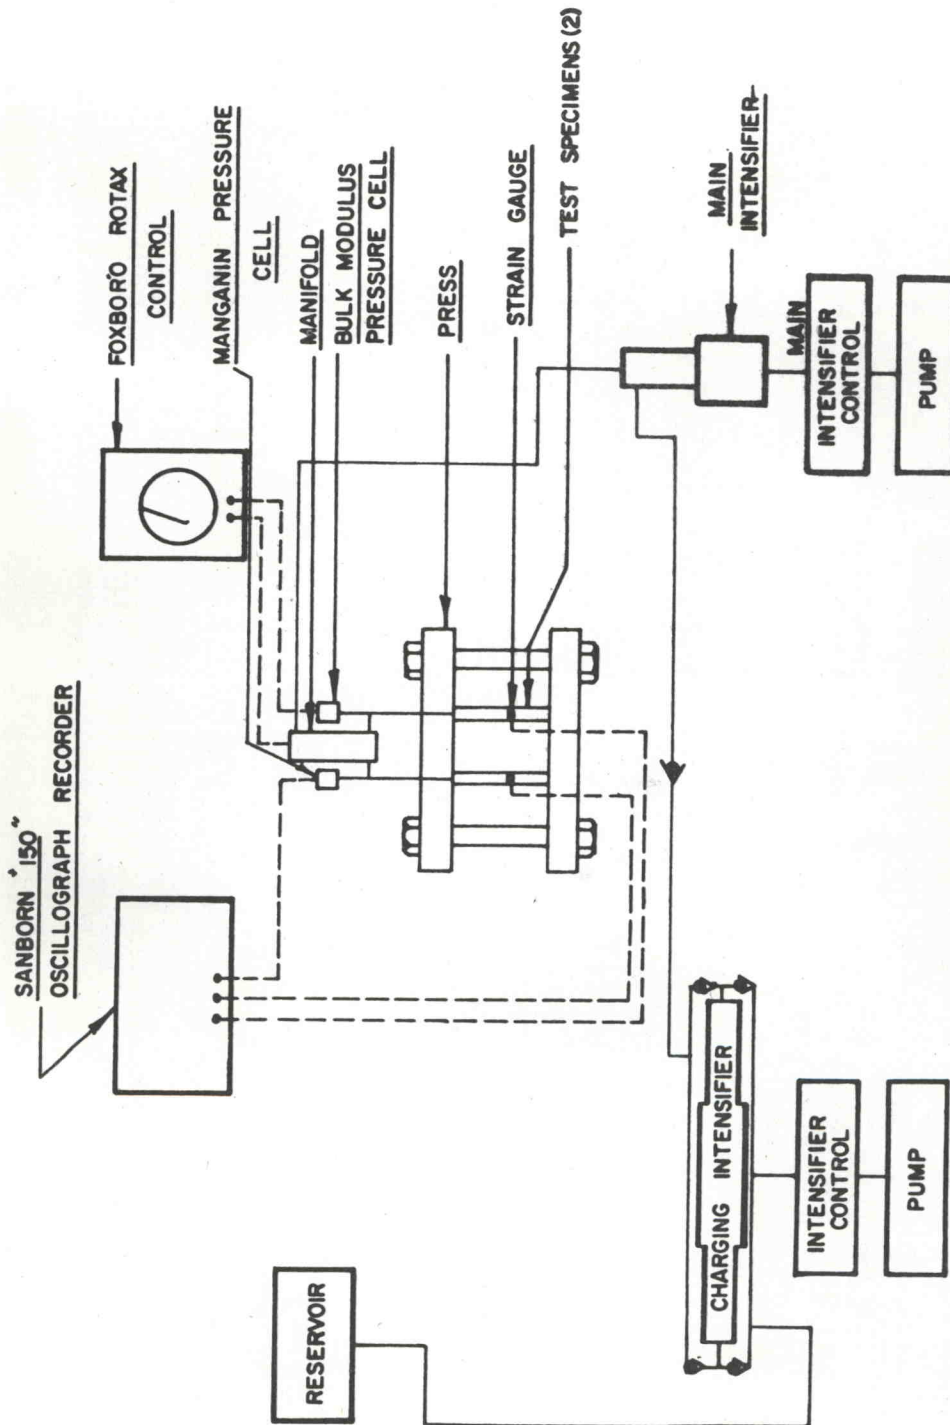 SANBORN "150"
OSCILLOGRAPH RECORDER
FOXBORO ROTAX
CONTROL
MANGANIN PRESSURE
CELL
MANIFOLD
BULK MODULUS
PRESSURE CELL
PRESS
STRAIN GAUGE
TEST SPECIMENS (2)
MAIN
INTENSIFIER
RESERVOIR
CHARGING INTENSIFIER
INTENSIFIER
CONTROL
PUMP
MAIN
INTENSIFIER
CONTROL
PUMP